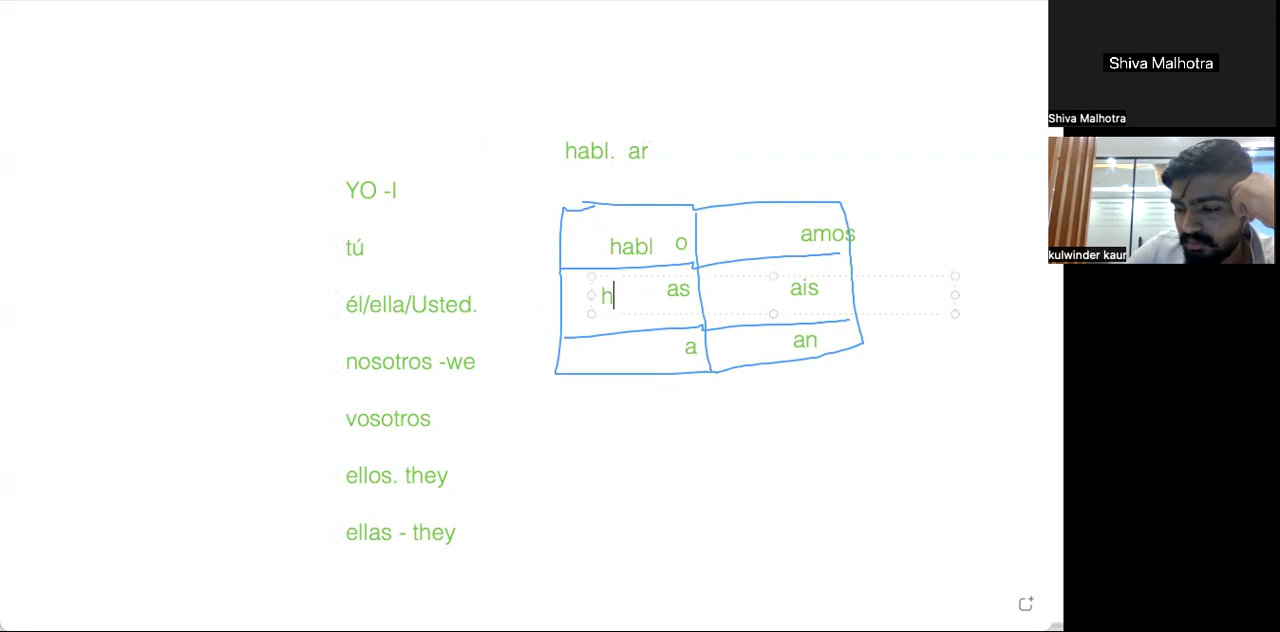 habl. ar
YO -I
tú
él/ella/Usted.
nosotros -we
vosotros
ellos. they
ellas - they
habl o amos
h as ais
a an
Shiva Malhotra
Shiva Malhotra
kulwinder kaur